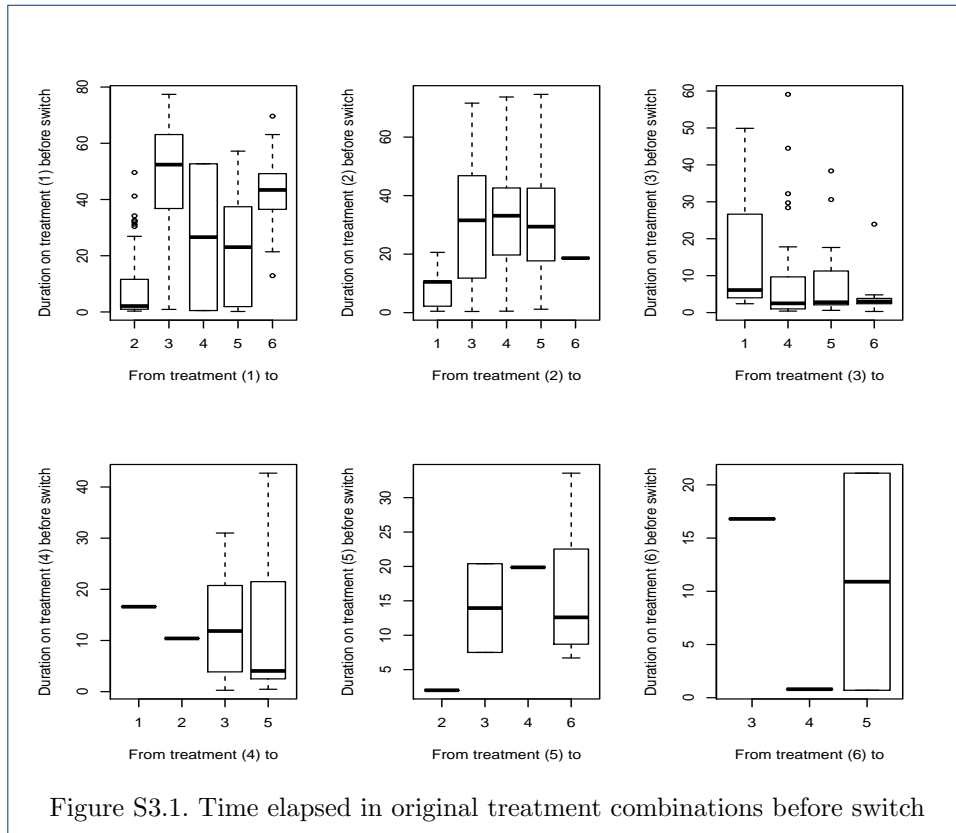 Duration on treatment (1) before switch
80
60
40
20
0
2 3 4 5 6
From treatment (1) to
Duration on treatment (2) before switch
60
40
20
0
1 3 4 5 6
From treatment (2) to
Duration on treatment (3) before switch
60
50
40
30
20
10
0
1 4 5 6
From treatment (3) to
Duration on treatment (4) before switch
40
30
20
10
0
1 2 3 5
From treatment (4) to
Duration on treatment (5) before switch
30
25
20
15
10
5
2 3 4 6
From treatment (5) to
Duration on treatment (6) before switch
20
15
10
5
0
3 4 5
From treatment (6) to
Figure S3.1. Time elapsed in original treatment combinations before switch